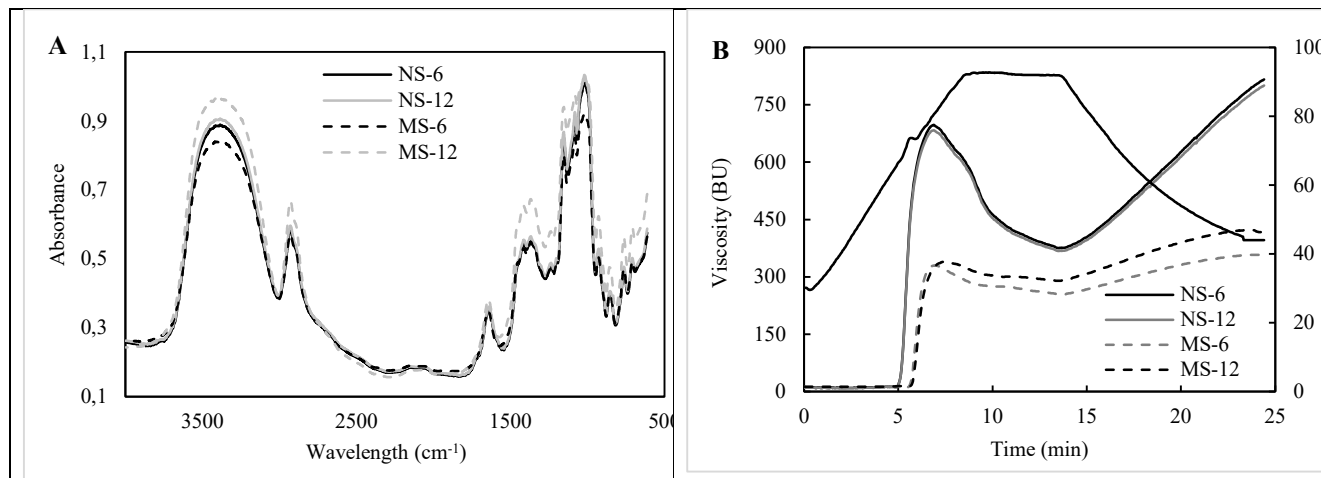 A
1,1
0,9
0,7
0,5
0,3
0,1
Absorbance
3500
2500
1500
500
Wavelength (cm-1)
NS-6
NS-12
MS-6
MS-12
B
900
750
600
450
300
150
0
Viscosity (BU)
100
80
60
40
20
0
0
5
10
15
20
25
Time (min)
NS-6
NS-12
MS-6
MS-12